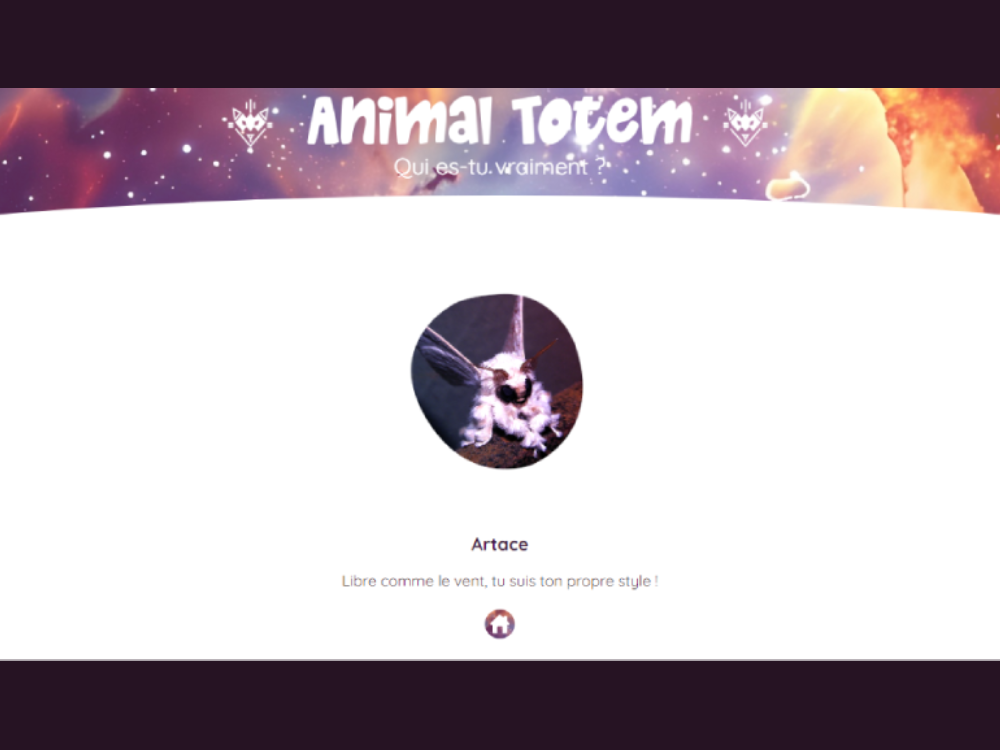 Animal Totem
Qui es-tu vraiment ?
Artace
Libre comme le vent, tu suis ton propre style !